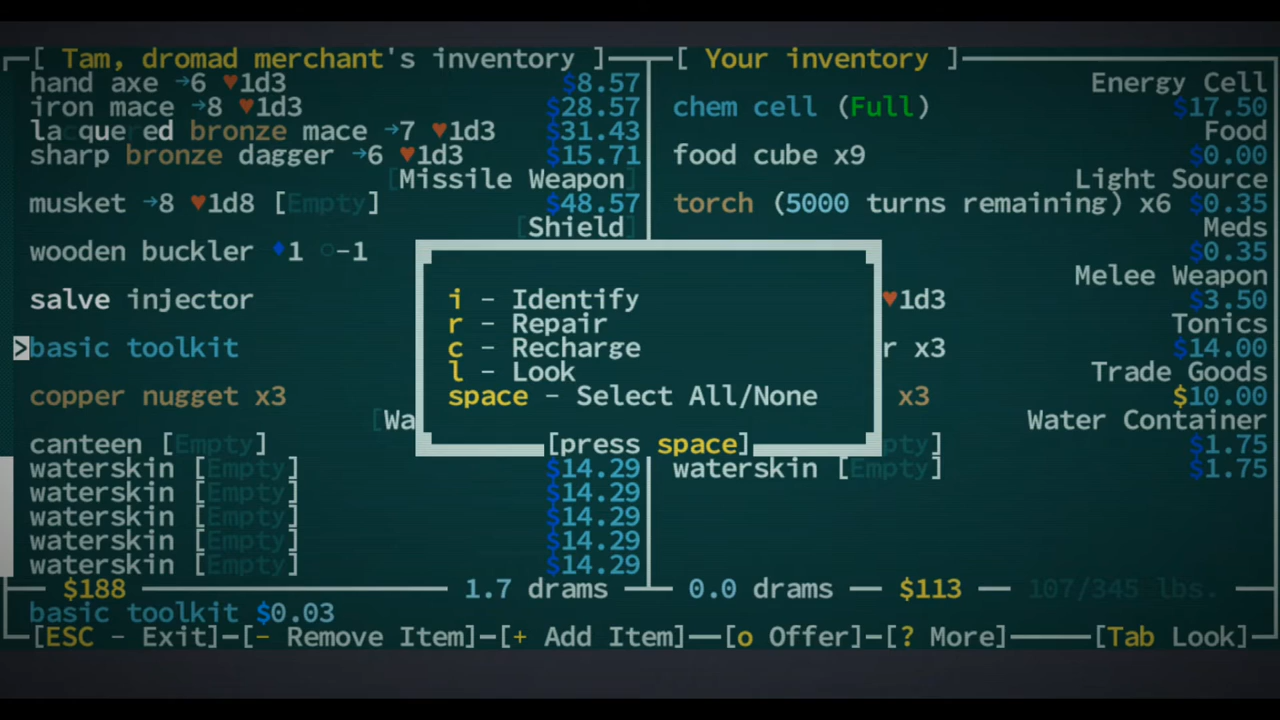 [ Tam, dromad merchant's inventory ]
[ Your inventory ]
hand axe →6 ♥1d3 $8.57
Energy Cell
iron mace →8 ♥1d3 $28.57
chem cell (Full) $17.50
lacquered bronze mace →7 ♥1d3 $31.43
Food
sharp bronze dagger →6 ♥1d3 $15.71
food cube x9 $0.00
[Missile Weapon]
Light Source
musket →8 ♥1d8 [Empty] $48.57
torch (5000 turns remaining) x6 $0.35
[Shield]
Meds
wooden buckler ♦1 ○-1
$0.35
Melee Weapon
salve injector
♥1d3 $3.50
Tonics
>basic toolkit
r x3 $14.00
Trade Goods
copper nugget x3
x3 $10.00
[Wa
Water Container
canteen [Empty]
pty] $1.75
waterskin [Empty] $14.29
waterskin [Empty] $1.75
waterskin [Empty] $14.29
waterskin [Empty] $14.29
waterskin [Empty] $14.29
waterskin [Empty] $14.29
i - Identify
r - Repair
c - Recharge
l - Look
space - Select All/None
[press space]
$188 1.7 drams 0.0 drams $113 107/345 lbs.
basic toolkit $0.03
[ESC - Exit] [- Remove Item] [+ Add Item] [o Offer] [? More] [Tab Look]